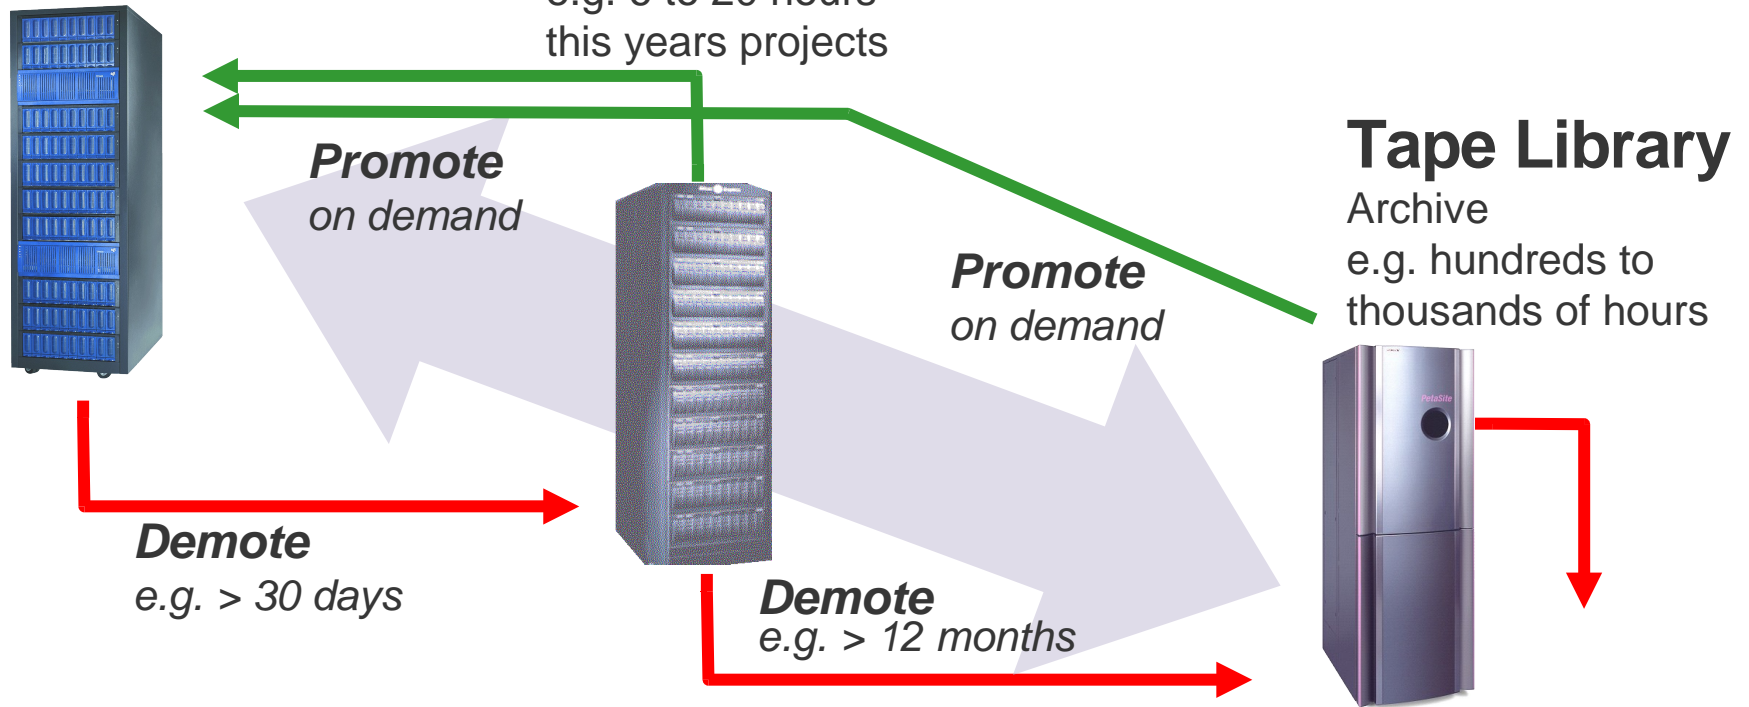 this years projects
Tape Library
Archive
e.g. hundreds to
thousands of hours
Promote
on demand
Promote
on demand
PetaSite
Demote
e.g. > 30 days
Demote
e.g. > 12 months